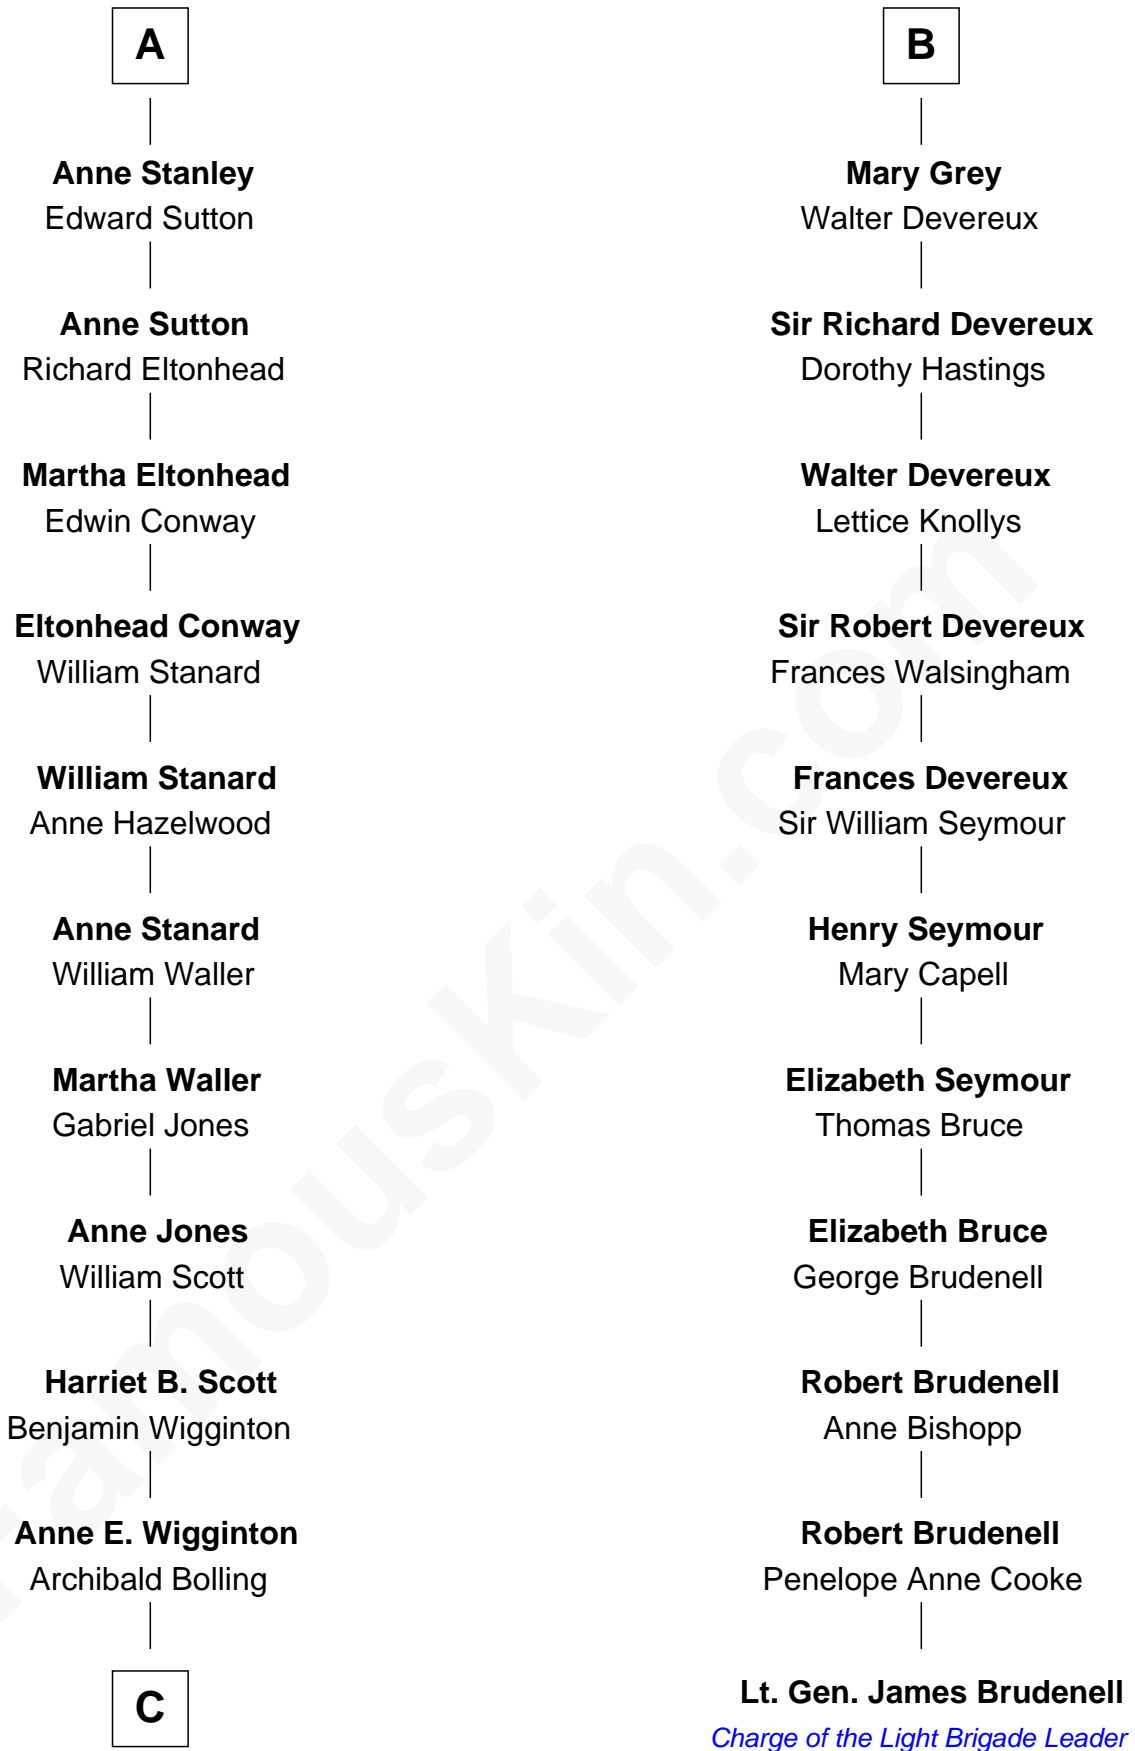 A
Anne Stanley
Edward Sutton
Anne Sutton
Richard Eltonhead
Martha Eltonhead
Edwin Conway
Eltonhead Conway
William Stanard
William Stanard
Anne Hazelwood
Anne Stanard
William Waller
Martha Waller
Gabriel Jones
Anne Jones
William Scott
Harriet B. Scott
Benjamin Wigginton
Anne E. Wigginton
Archibald Bolling
C
B
Mary Grey
Walter Devereux
Sir Richard Devereux
Dorothy Hastings
Walter Devereux
Lettice Knollys
Sir Robert Devereux
Frances Walsingham
Frances Devereux
Sir William Seymour
Henry Seymour
Mary Capell
Elizabeth Seymour
Thomas Bruce
Elizabeth Bruce
George Brudenell
Robert Brudenell
Anne Bishopp
Robert Brudenell
Penelope Anne Cooke
Lt. Gen. James Brudenell
Charge of the Light Brigade Leader
FamousKin.com